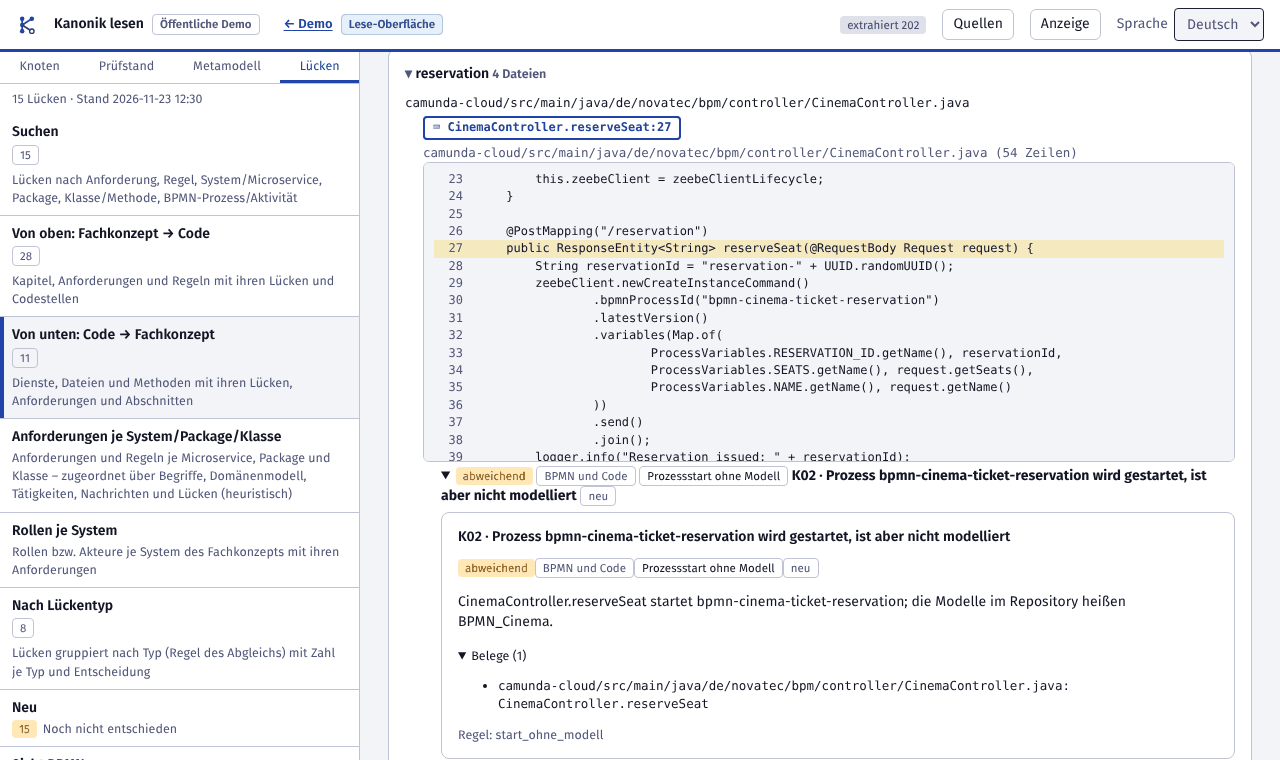 Kanonik lesen Öffentliche Demo ← Demo Lese-Oberfläche extrahiert 202 Quellen Anzeige Sprache Deutsch
Knoten Prüfstand Metamodell Lücken
15 Lücken · Stand 2026-11-23 12:30
Suchen
15
Lücken nach Anforderung, Regel, System/Microservice,
Package, Klasse/Methode, BPMN-Prozess/Aktivität
Von oben: Fachkonzept → Code
28
Kapitel, Anforderungen und Regeln mit ihren Lücken und
Codestellen
Von unten: Code → Fachkonzept
11
Dienste, Dateien und Methoden mit ihren Lücken,
Anforderungen und Abschnitten
Anforderungen je System/Package/Klasse
Anforderungen und Regeln je Microservice, Package und
Klasse – zugeordnet über Begriffe, Domänenmodell,
Tätigkeiten, Nachrichten und Lücken (heuristisch)
Rollen je System
Rollen bzw. Akteure je System des Fachkonzepts mit ihren
Anforderungen
Nach Lückentyp
8
Lücken gruppiert nach Typ (Regel des Abgleichs) mit Zahl
je Typ und Entscheidung
Neu
15 Noch nicht entschieden
▾ reservation 4 Dateien
camunda-cloud/src/main/java/de/novatec/bpm/controller/CinemaController.java
CinemaController.reserveSeat:27
camunda-cloud/src/main/java/de/novatec/bpm/controller/CinemaController.java (54 Zeilen)
23 this.zeebeClient = zeebeClientLifecycle;
24 }
25
26 @PostMapping("/reservation")
27 public ResponseEntity<String> reserveSeat(@RequestBody Request request) {
28 String reservationId = "reservation-" + UUID.randomUUID();
29 zeebeClient.newCreateInstanceCommand()
30 .bpmnProcessId("bpmn-cinema-ticket-reservation")
31 .latestVersion()
32 .variables(Map.of(
33 ProcessVariables.RESERVATION_ID.getName(), reservationId,
34 ProcessVariables.SEATS.getName(), request.getSeats(),
35 ProcessVariables.NAME.getName(), request.getName()
36 ))
37 .send()
38 .join();
39 logger.info("Reservation issued: " + reservationId);
▼ abweichend BPMN und Code Prozessstart ohne Modell K02 · Prozess bpmn-cinema-ticket-reservation wird gestartet, ist
aber nicht modelliert neu
K02 · Prozess bpmn-cinema-ticket-reservation wird gestartet, ist aber nicht modelliert
abweichend BPMN und Code Prozessstart ohne Modell neu
CinemaController.reserveSeat startet bpmn-cinema-ticket-reservation; die Modelle im Repository heißen
BPMN_Cinema.
▼ Belege (1)
• camunda-cloud/src/main/java/de/novatec/bpm/controller/CinemaController.java:
CinemaController.reserveSeat
Regel: start_ohne_modell